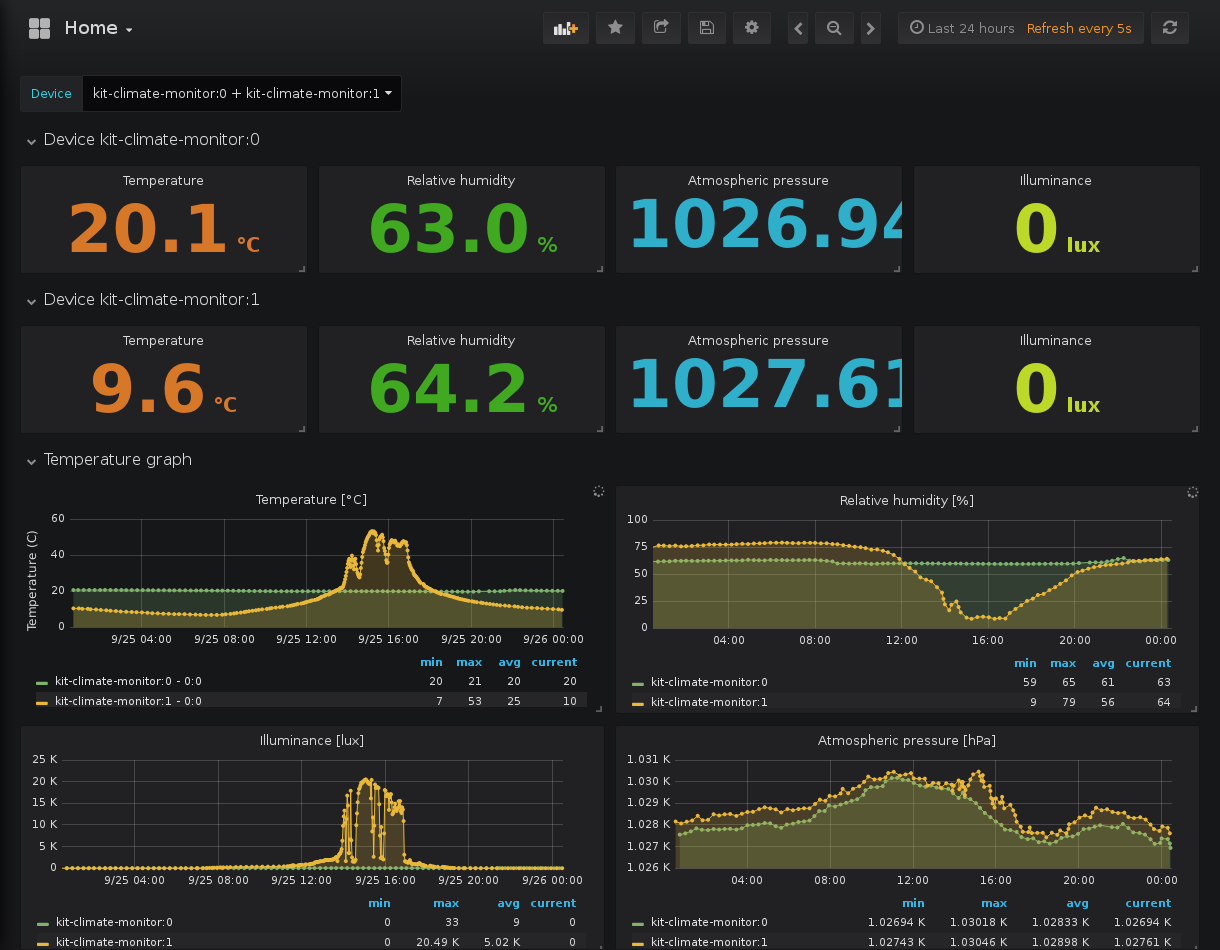 Home
Last 24 hours Refresh every 5s
Device kit-climate-monitor:0 + kit-climate-monitor:1
Device kit-climate-monitor:0
Temperature Relative humidity Atmospheric pressure Illuminance
20.1 °C 63.0 % 1026.94 0 lux
Device kit-climate-monitor:1
Temperature Relative humidity Atmospheric pressure Illuminance
9.6 °C 64.2 % 1027.61 0 lux
Temperature graph
Temperature [°C]
Temperature (C)
60
40
20
0
9/25 04:00 9/25 08:00 9/25 12:00 9/25 16:00 9/25 20:00 9/26 00:00
min max avg current
kit-climate-monitor:0 - 0:0 20 21 20 20
kit-climate-monitor:1 - 0:0 7 53 25 10
Relative humidity [%]
100
75
50
25
0
04:00 08:00 12:00 16:00 20:00 00:00
min max avg current
kit-climate-monitor:0 59 65 61 63
kit-climate-monitor:1 9 79 56 64
Illuminance [lux]
25 K
20 K
15 K
10 K
5 K
0
9/25 04:00 9/25 08:00 9/25 12:00 9/25 16:00 9/25 20:00 9/26 00:00
min max avg current
kit-climate-monitor:0 0 33 9 0
kit-climate-monitor:1 0 20.49 K 5.02 K 0
Atmospheric pressure [hPa]
1.031 K
1.030 K
1.029 K
1.028 K
1.027 K
1.026 K
04:00 08:00 12:00 16:00 20:00 00:00
min max avg current
kit-climate-monitor:0 1.02694 K 1.03018 K 1.02833 K 1.02694 K
kit-climate-monitor:1 1.02743 K 1.03046 K 1.02898 K 1.02761 K